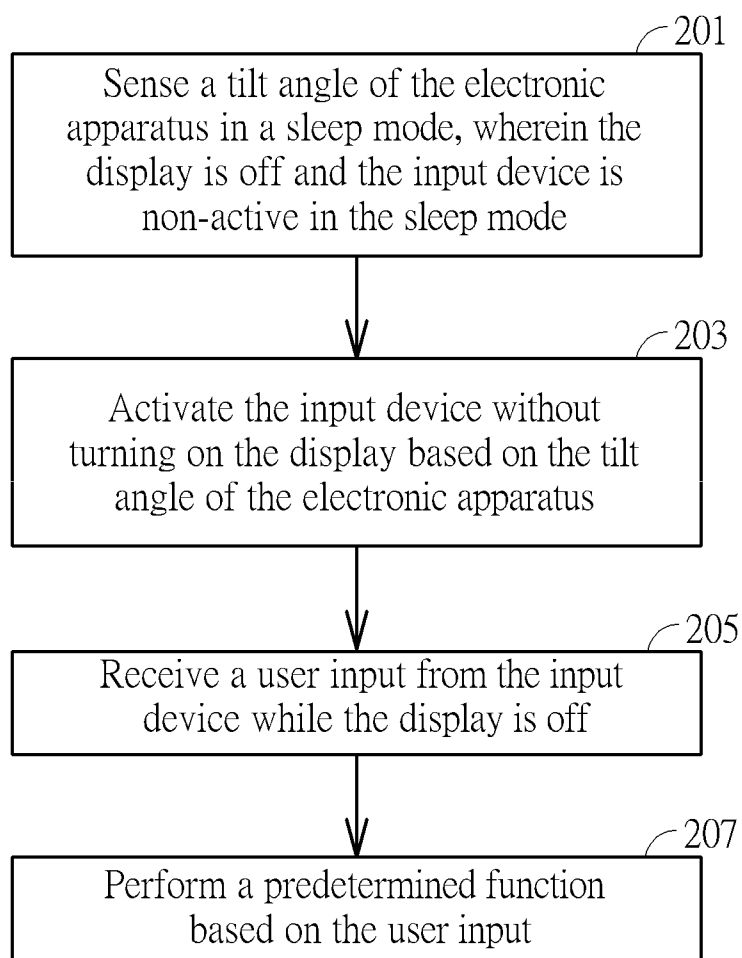 201
Sense a tilt angle of the electronic
apparatus in a sleep mode, wherein the
display is off and the input device is
non-active in the sleep mode
203
Activate the input device without
turning on the display based on the tilt
angle of the electronic apparatus
205
Receive a user input from the input
device while the display is off
207
Perform a predetermined function
based on the user input